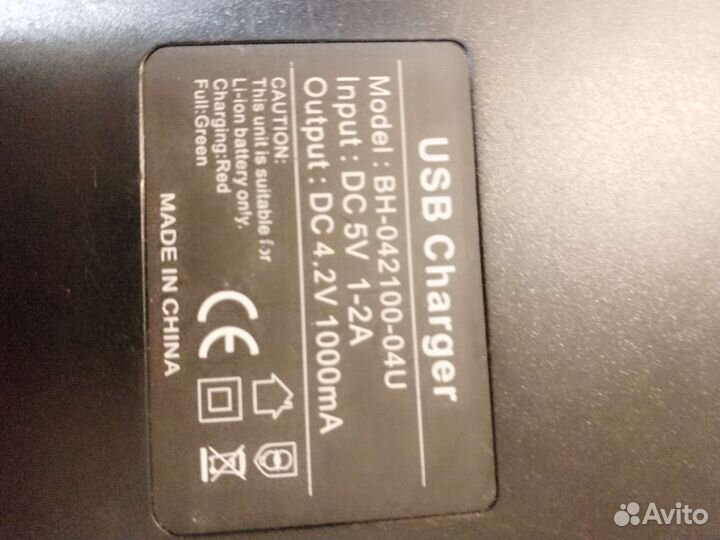 USB Charger
Model : BH-042100-04U
Input : DC 5V 1-2A
Output : DC 4.2V 1000mA
CAUTION:
This unit is suitable for
Li-ion battery only.
Charging:Red
Full:Green
MADE IN CHINA
CE
Avito